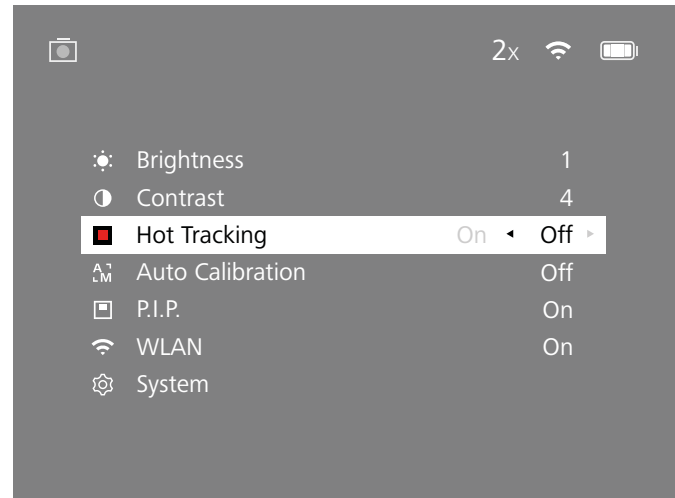 2x
Brightness 1
Contrast 4
Hot Tracking On Off
A M Auto Calibration Off
P.I.P. On
WLAN On
System